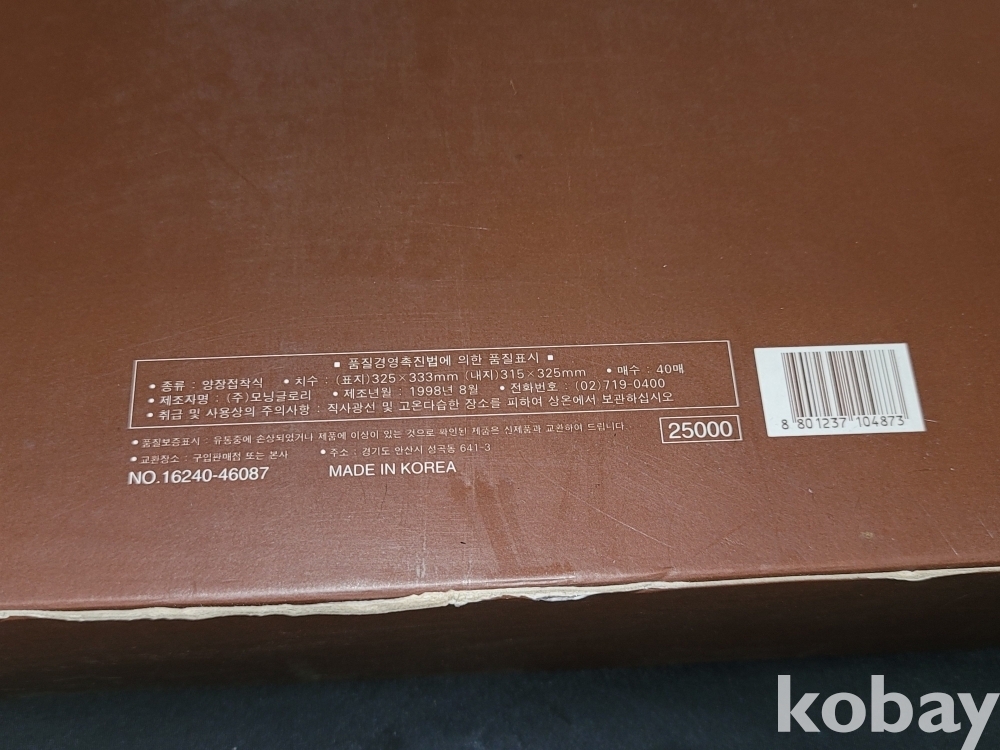 ▪ 품질경영촉진법에 의한 품질표시 ▪
• 종류 : 양장접착식 • 치수 : (표지)325×333mm (내지)315×325mm • 매수 : 40매
• 제조자명 : (주)모닝글로리 • 제조년월 : 1998년 8월 • 전화번호 : (02)719-0400
• 취급 및 사용상의 주의사항 : 직사광선 및 고온다습한 장소를 피하여 상온에서 보관하십시오
• 품질보증표시 : 유통중에 손상되었거나 제품에 이상이 있는 것으로 확인된 제품은 신제품과 교환하여 드립니다.
25000
• 교환장소 : 구입판매점 또는 본사 • 주소 : 경기도 안산시 성곡동 641-3
NO.16240-46087 MADE IN KOREA
8 801237 104873
kobay